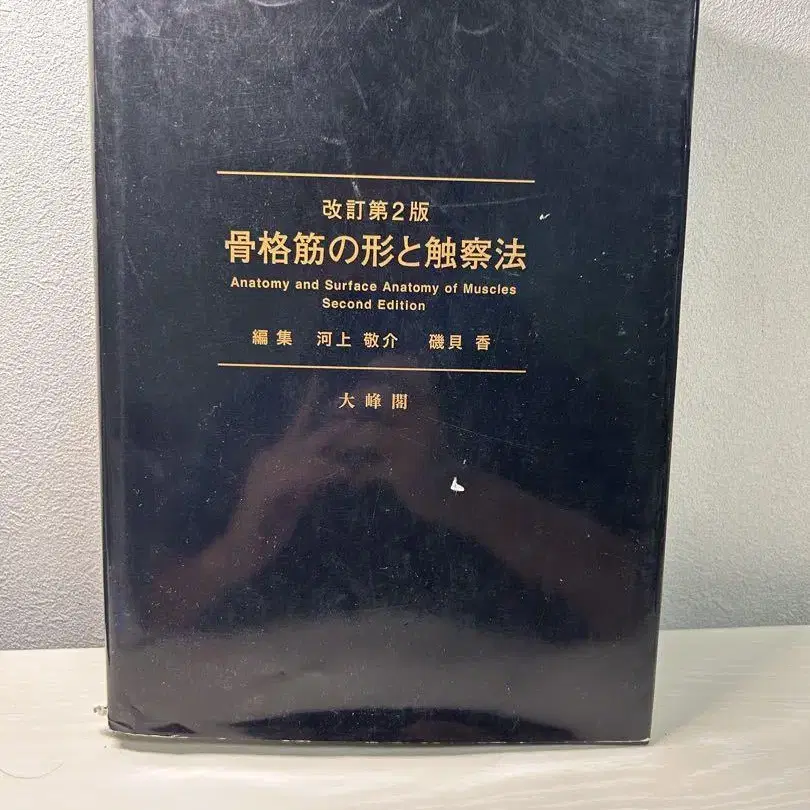 改訂第2版
骨格筋の形と触察法
Anatomy and Surface Anatomy of Muscles
Second Edition
編集 河上 敬介 磯貝 香
大峰閣